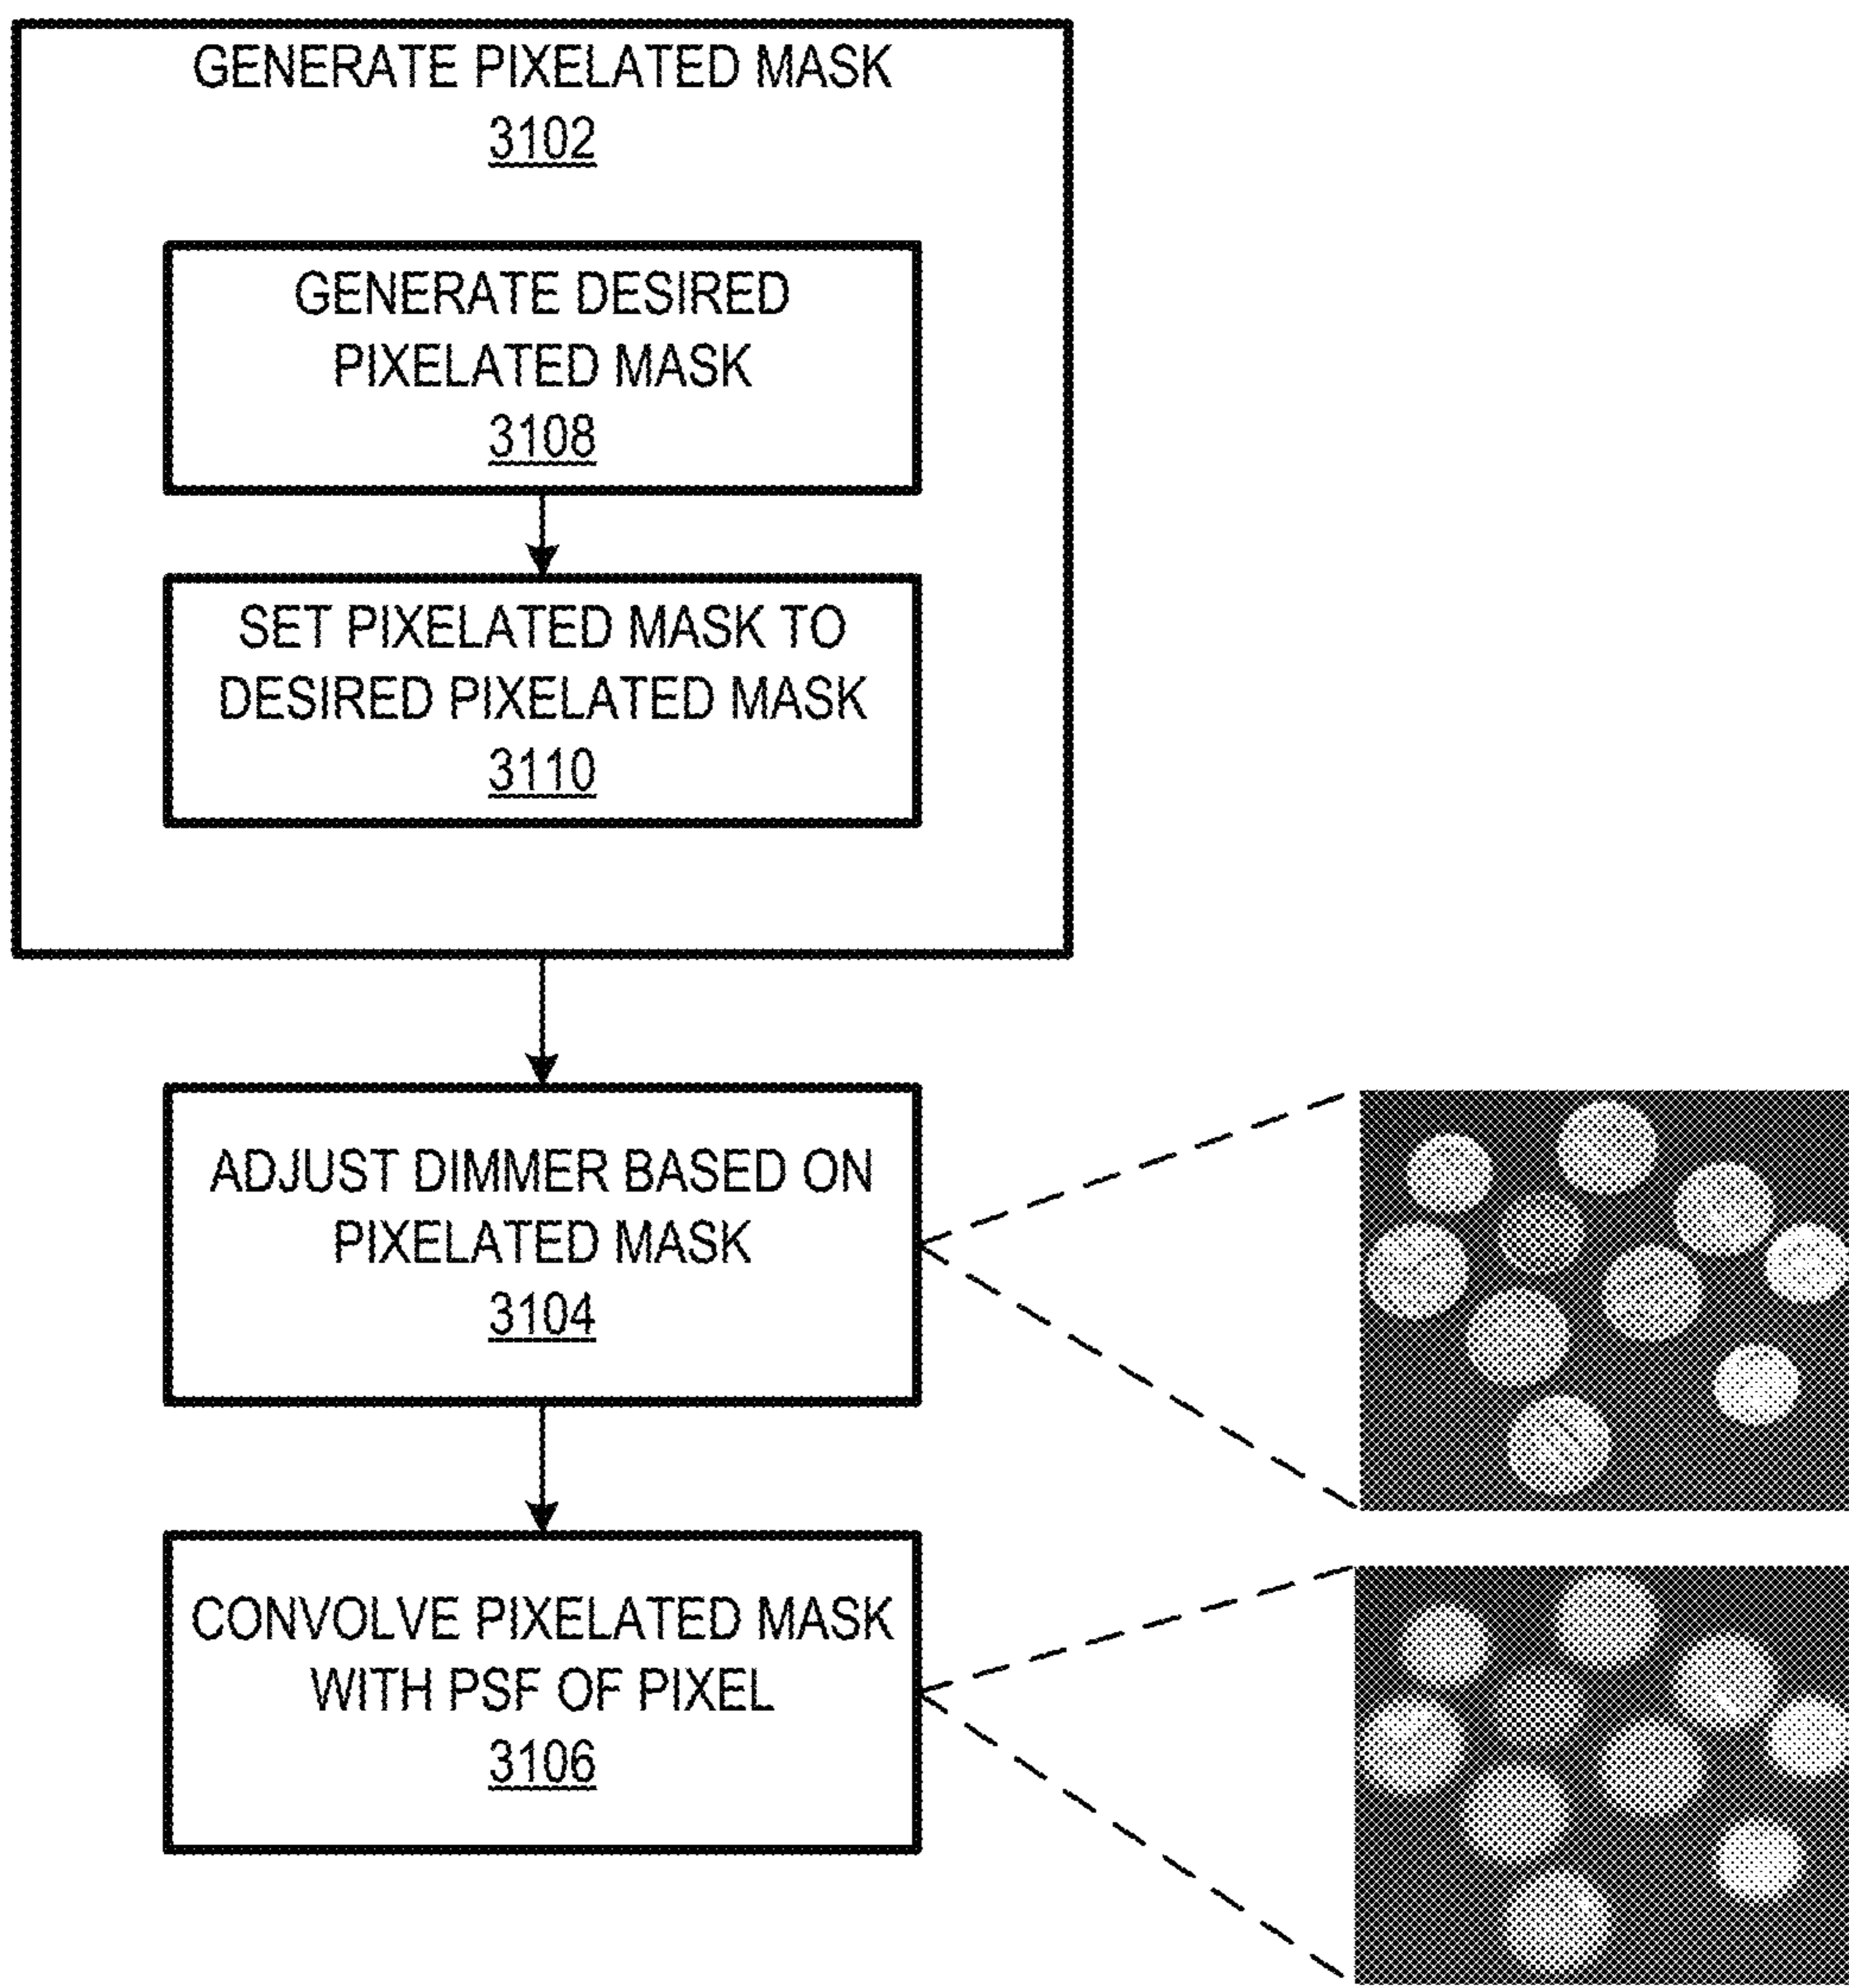 GENERATE PIXELATED MASK
3102
GENERATE DESIRED
PIXELATED MASK
3108
SET PIXELATED MASK TO
DESIRED PIXELATED MASK
3110
ADJUST DIMMER BASED ON
PIXELATED MASK
3104
CONVOLVE PIXELATED MASK
WITH PSF OF PIXEL
3106